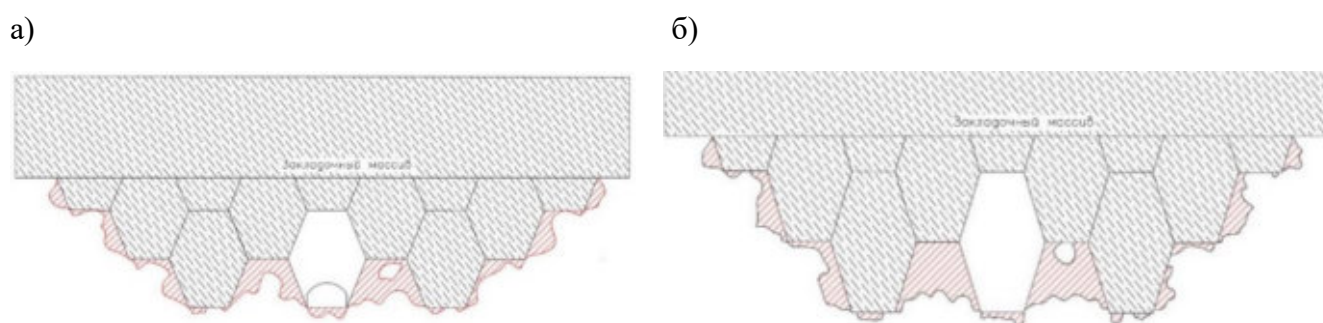 а)
б)
Закладочный массив
Закладочный массив